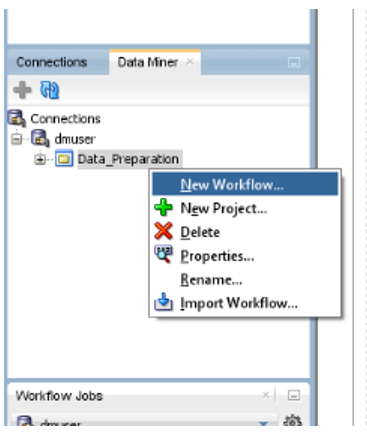 Connections Data Miner
Connections
dmuser
Data_Preparation
New Workflow...
New Project...
Delete
Properties...
Rename...
Import Workflow...
Workflow Jobs
dmuser